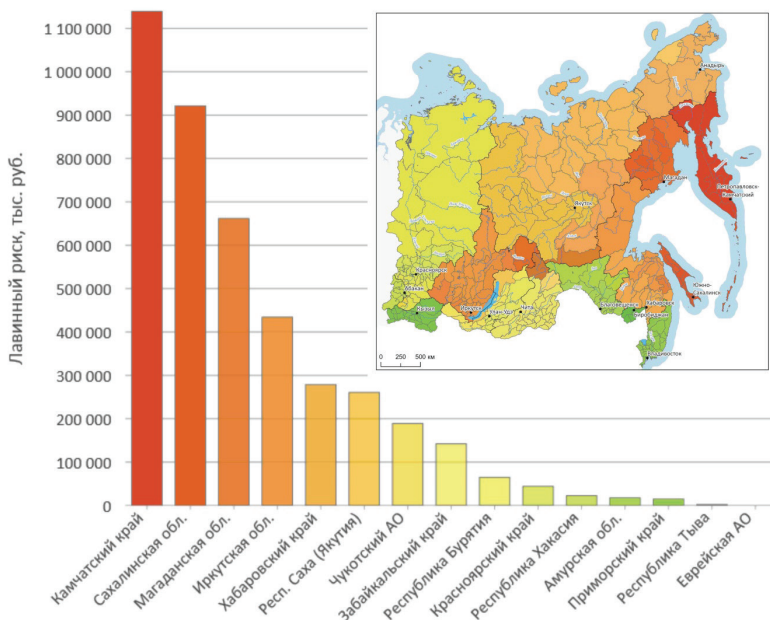 Лавинный риск, тыс. руб.
1 100 000
1 000 000
900 000
800 000
700 000
600 000
500 000
400 000
300 000
200 000
100 000
0
Камчатский край
Сахалинская обл.
Магаданская обл.
Иркутская обл.
Хабаровский край
Респ. Саха (Якутия)
Чукотский АО
Забайкальский край
Республика Бурятия
Красноярский край
Республика Хакасия
Амурская обл.
Приморский край
Республика Тыва
Еврейская АО
Анадырь
Магадан
Петропавловск-
Камчатский
Якутск
Красноярск
Абакан
Кызыл
Иркутск
Улан-Удэ
Чита
Благовещенск
Хабаровск
Биробиджан
Южно-
Сахалинск
Владивосток
0 250 500 км